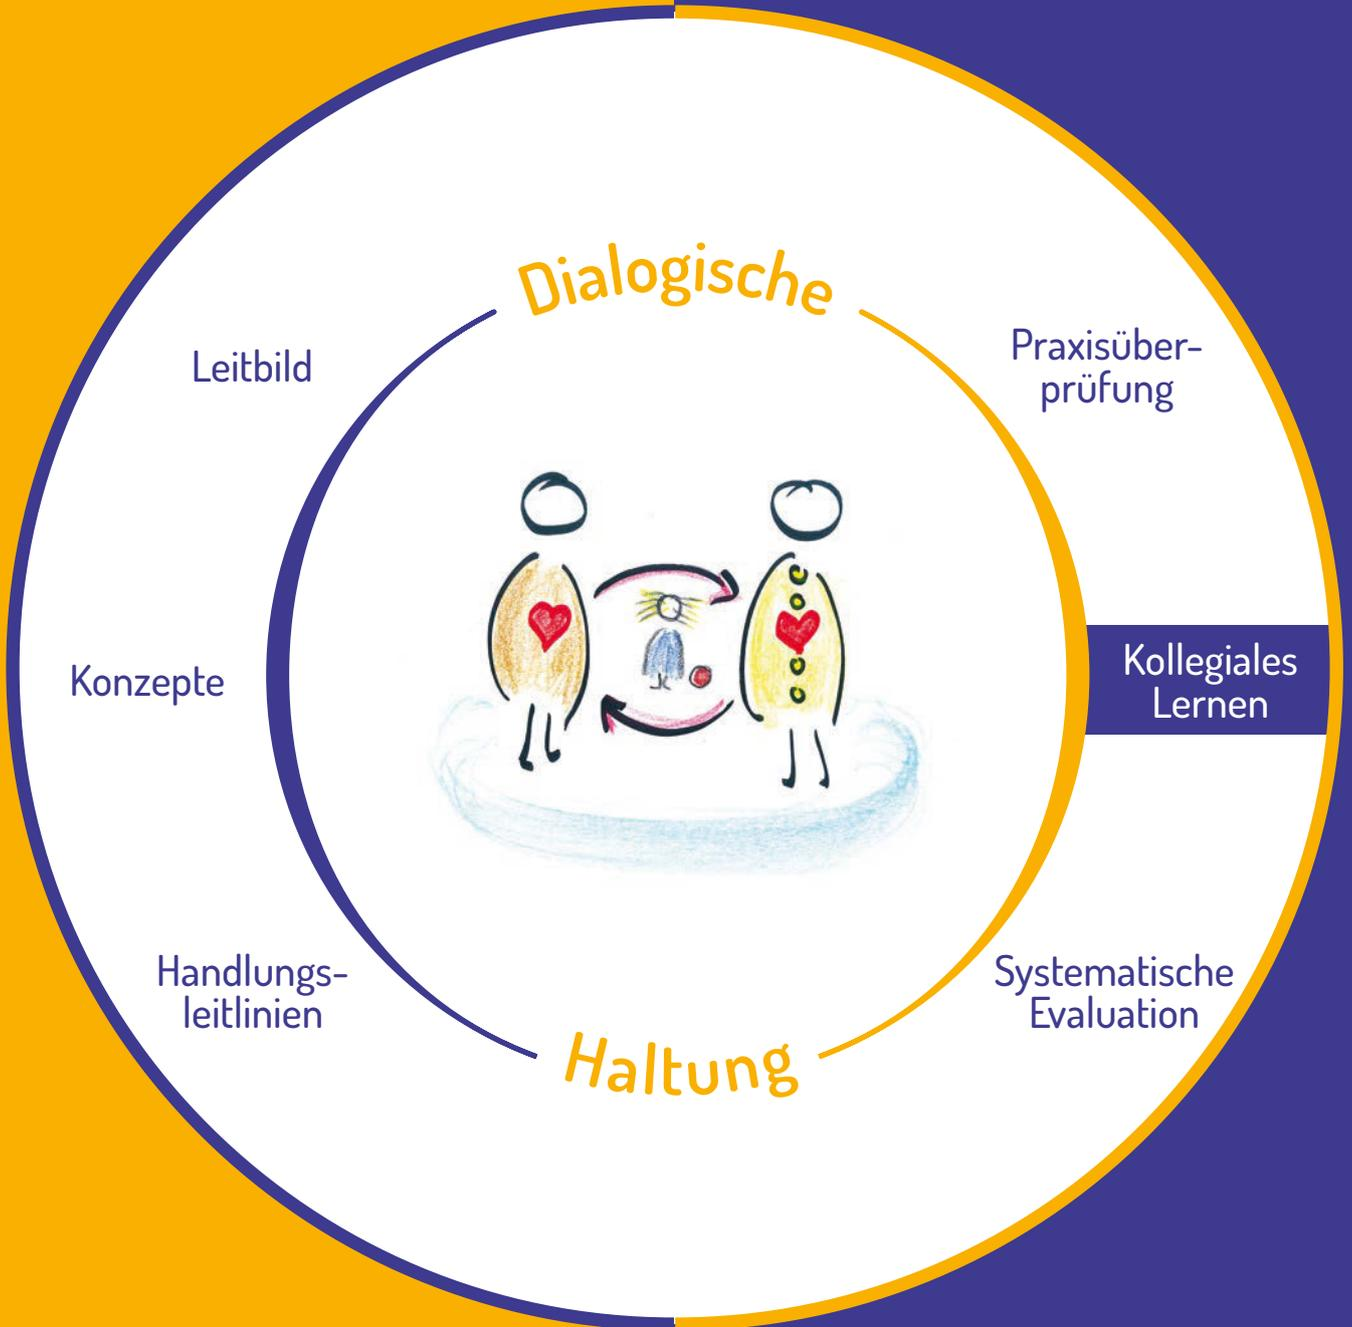 Dialogische
Leitbild
Praxisüber-
prüfung
Konzepte
Kollegiales
Lernen
Handlungs-
leitlinien
Systematische
Evaluation
Haltung